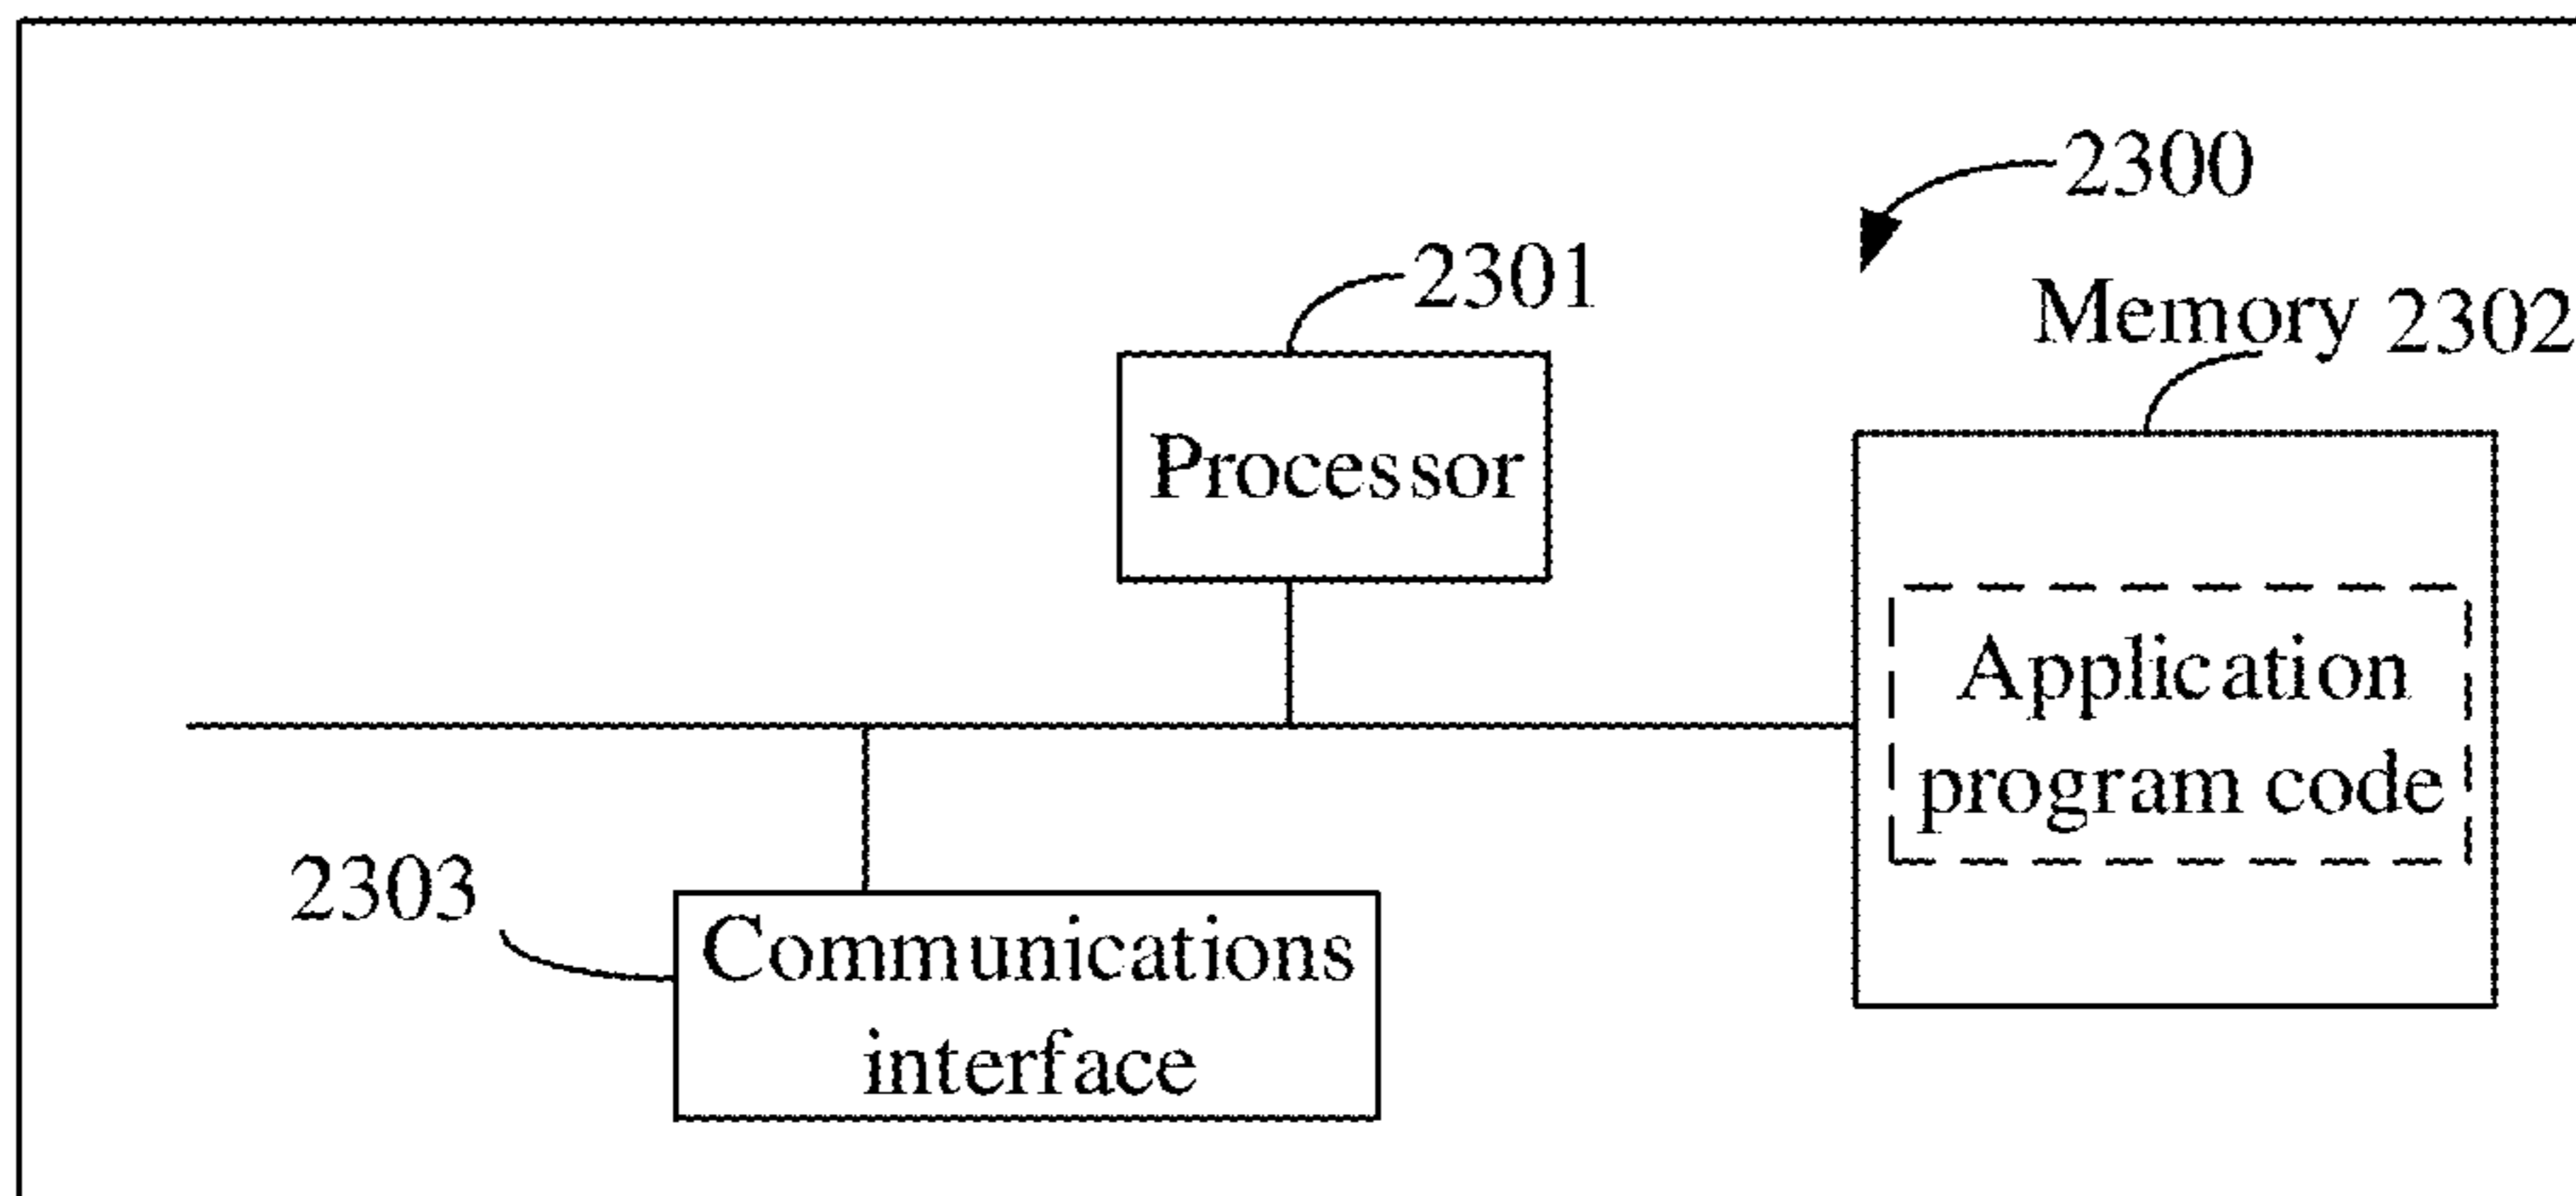 2300
2301
Memory 2302
Processor
Application
program code
2303
Communications
interface